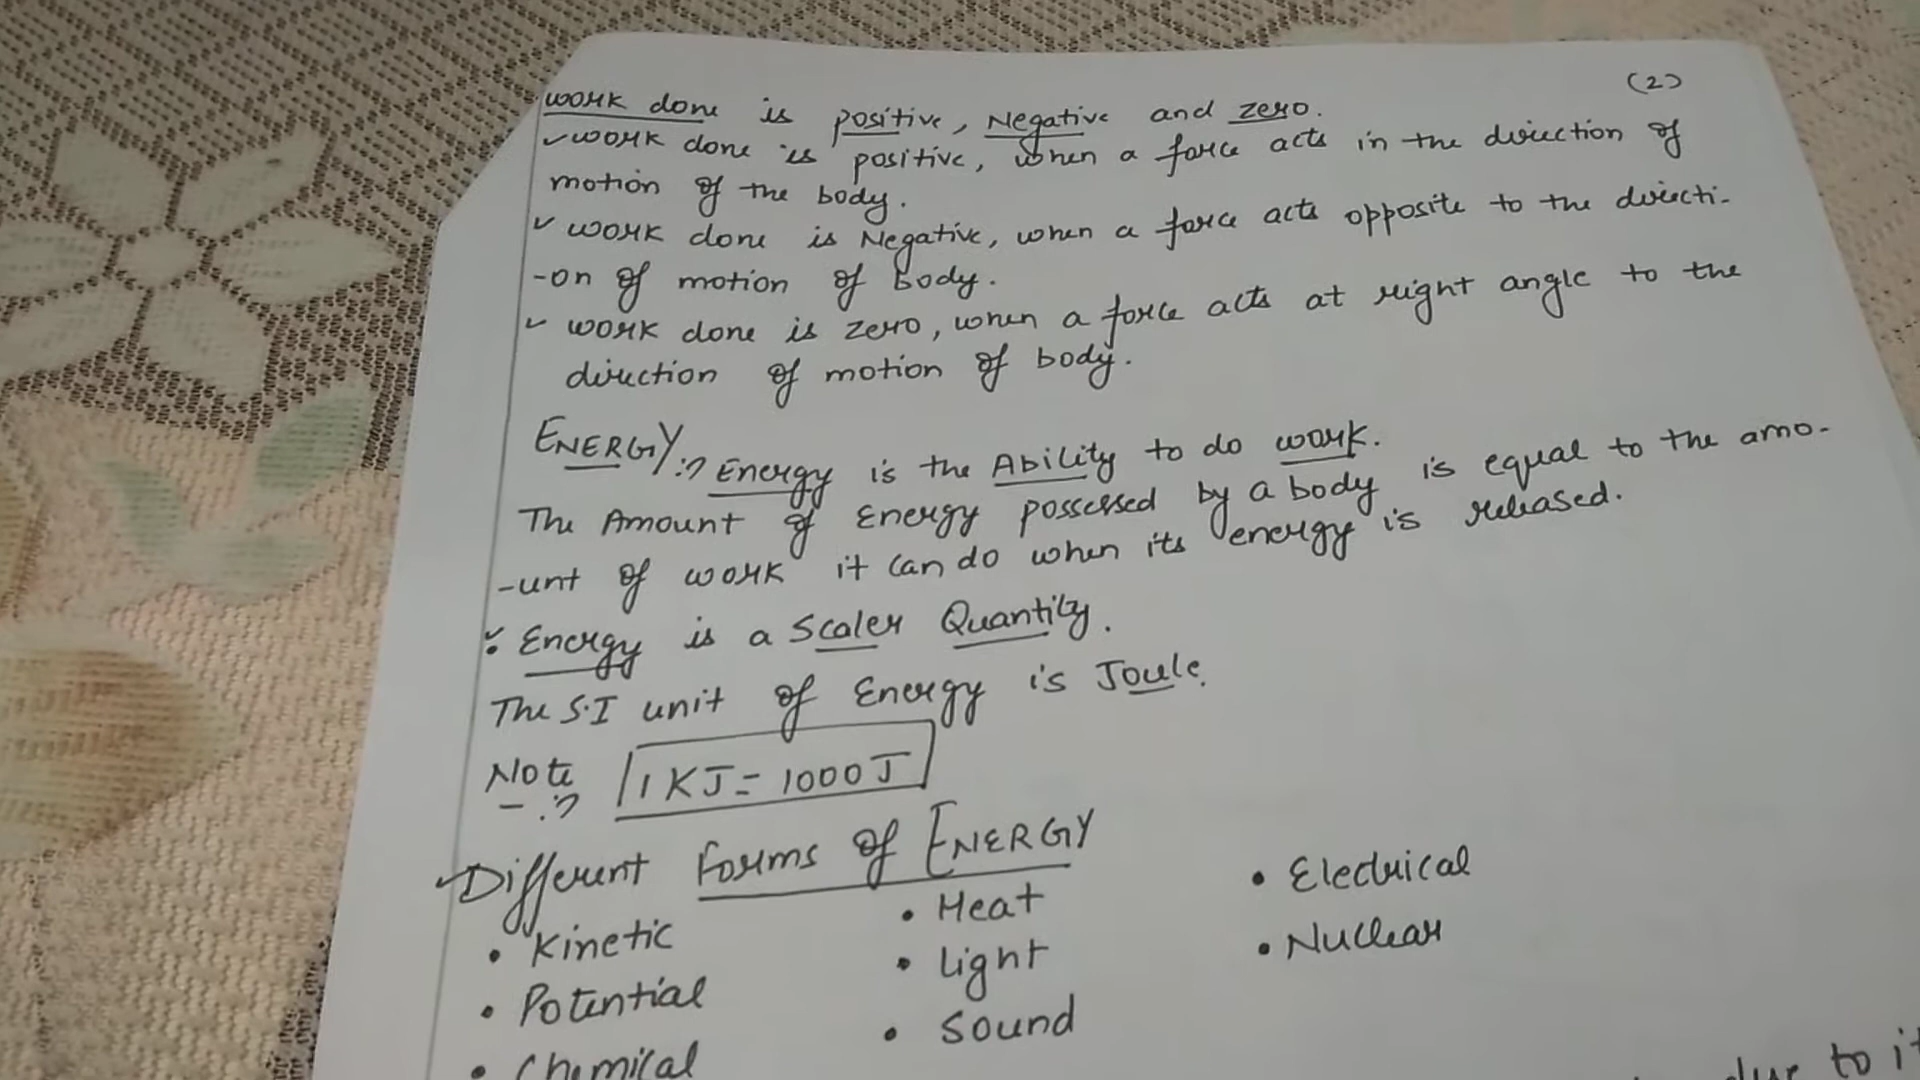 (2)
work done is positive, Negative and zero.
✓work done is positive, when a force acts in the direction of
motion of the body.
✓ work done is Negative, when a force acts opposite to the directi-
-on of motion of body.
✓ work done is zero, when a force acts at right angle to the
direction of motion of body.
ENERGY:⇒ Energy is the Ability to do work.
The Amount of Energy possessed by a body is equal to the amo-
-unt of work it can do when its energy is released.
: Energy is a Scaler Quantity.
The S.I unit of Energy is Joule.
Note :⇒ 1 KJ = 1000 J
Different Forms of ENERGY
• Kinetic
• Potential
• Chemical
• Heat
• Light
• Sound
• Electrical
• Nuclear
due to it